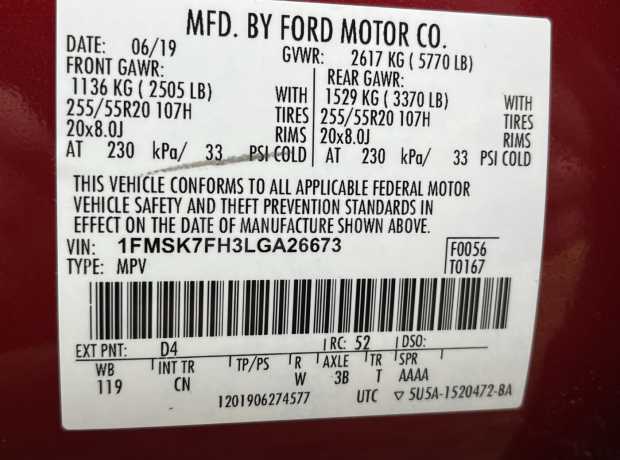 MFD. BY FORD MOTOR CO.
DATE: 06/19 GVWR: 2617 KG ( 5770 LB)
FRONT GAWR: REAR GAWR:
1136 KG ( 2505 LB) WITH 1529 KG ( 3370 LB) WITH
255/55R20 107H TIRES 255/55R20 107H TIRES
20x8.0J RIMS 20x8.0J RIMS
AT 230 kPa/ 33 PSI COLD AT 230 kPa/ 33 PSI COLD
THIS VEHICLE CONFORMS TO ALL APPLICABLE FEDERAL MOTOR
VEHICLE SAFETY AND THEFT PREVENTION STANDARDS IN
EFFECT ON THE DATE OF MANUFACTURE SHOWN ABOVE.
VIN: 1FMSK7FH3LGA26673 F0056
TYPE: MPV T0167
EXT PNT: D4 RC: 52 DSO:
WB INT TR TP/PS R AXLE TR SPR
119 CN W 3B T AAAA
1201906274577 UTC ▽ 5U5A-1520472-BA